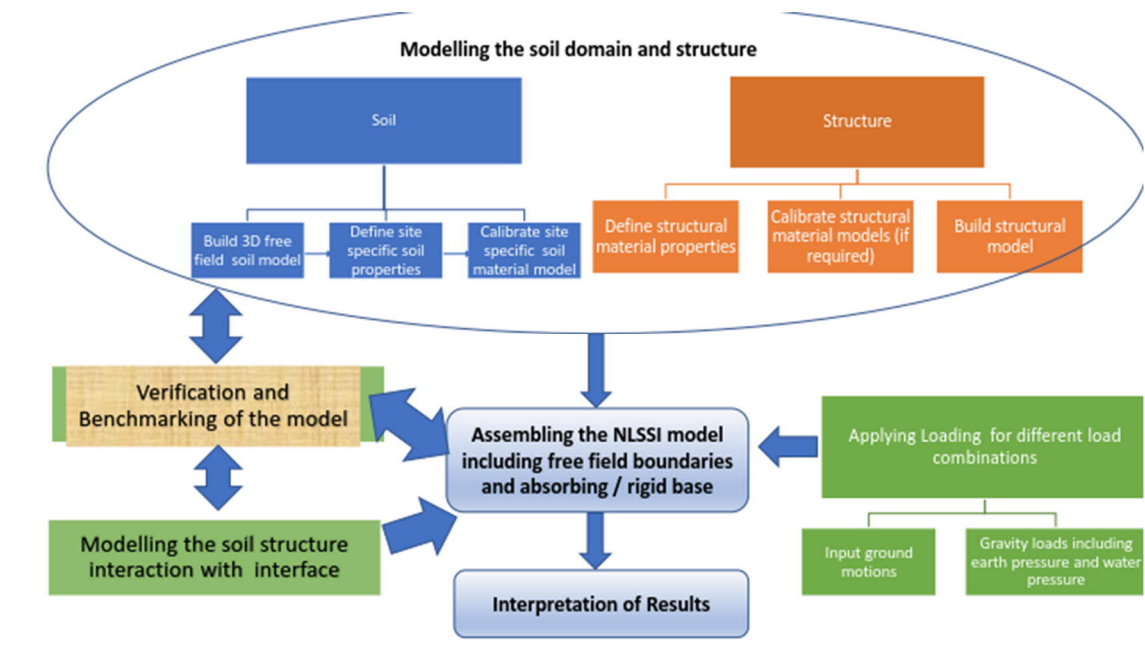 Modelling the soil domain and structure
Soil
Structure
Build 3D free
field soil model
Define site
specific soil
properties
Calibrate site
specific soil
material model
Define structural
material properties
Calibrate structural
material models (if
required)
Build structural
model
Verification and
Benchmarking of the model
Assembling the NLSSI model
including free field boundaries
and absorbing / rigid base
Applying Loading for different load
combinations
Modelling the soil structure
interaction with interface
Input ground
motions
Gravity loads including
earth pressure and water
pressure
Interpretation of Results